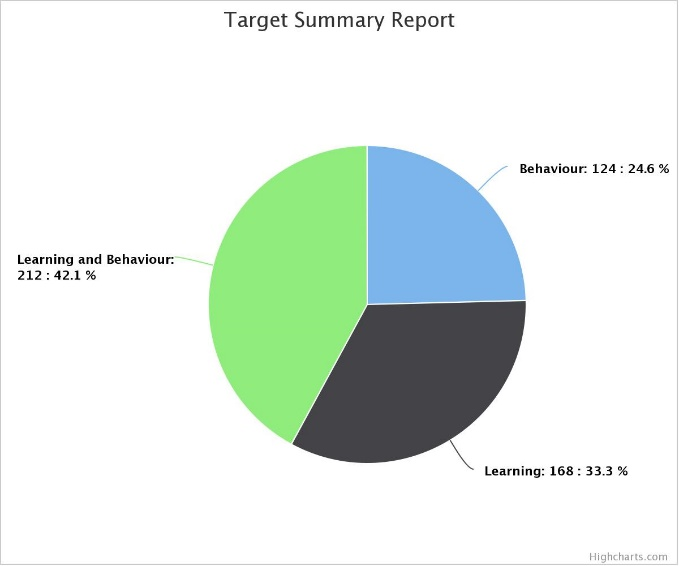 Target Summary Report
Behaviour: 124 : 24.6 %
Learning and Behaviour:
212 : 42.1 %
Learning: 168 : 33.3 %
Highcharts.com